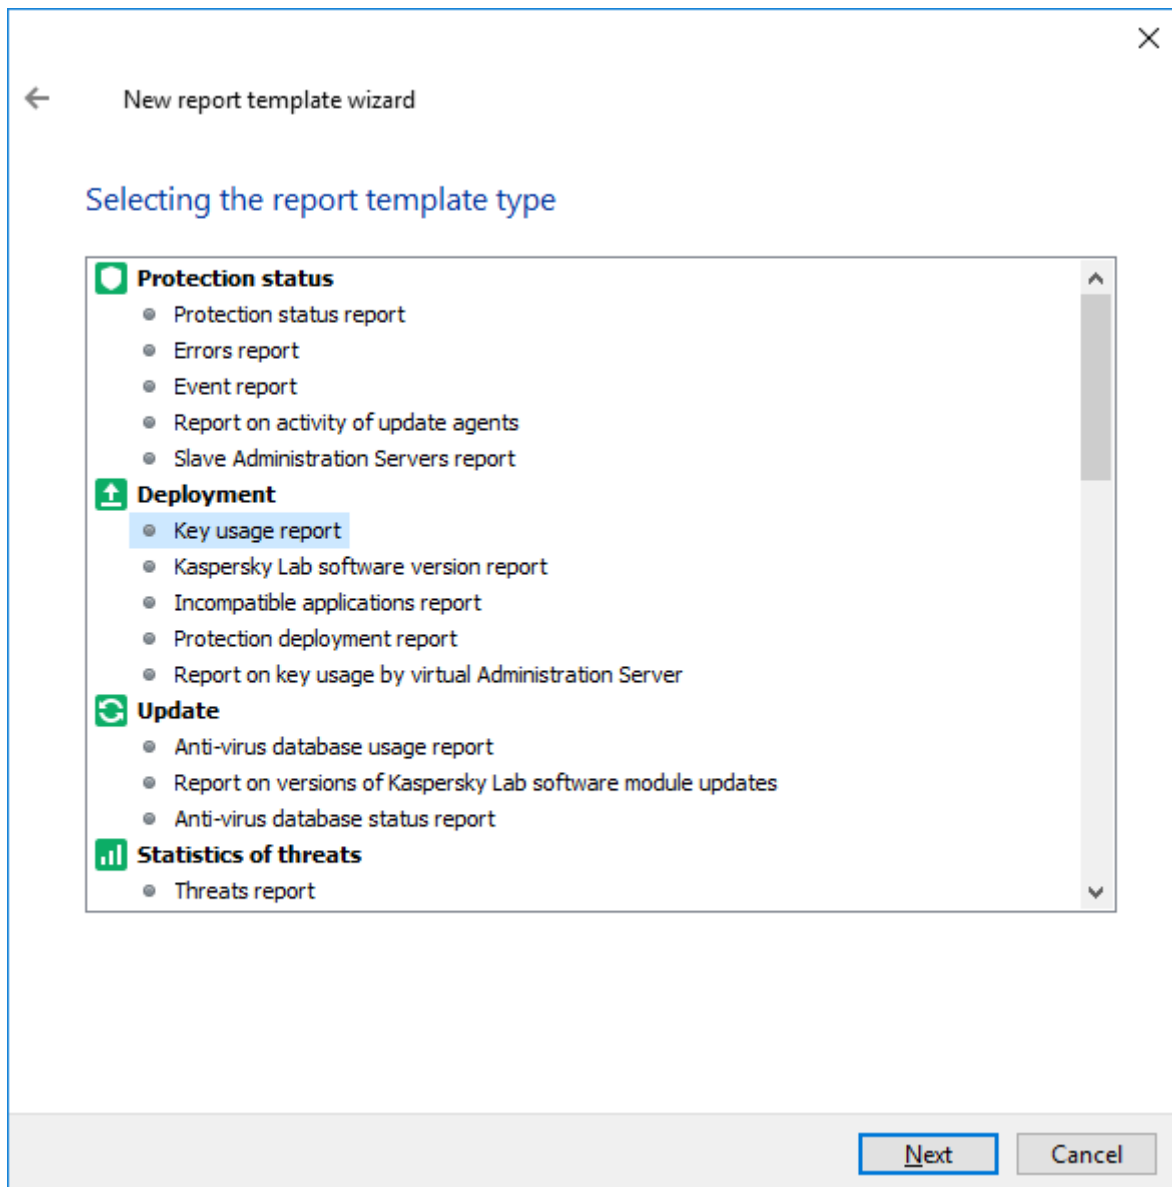 New report template wizard
Selecting the report template type
Protection status
Protection status report
Errors report
Event report
Report on activity of update agents
Slave Administration Servers report
Deployment
Key usage report
Kaspersky Lab software version report
Incompatible applications report
Protection deployment report
Report on key usage by virtual Administration Server
Update
Anti-virus database usage report
Report on versions of Kaspersky Lab software module updates
Anti-virus database status report
Statistics of threats
Threats report
Next Cancel